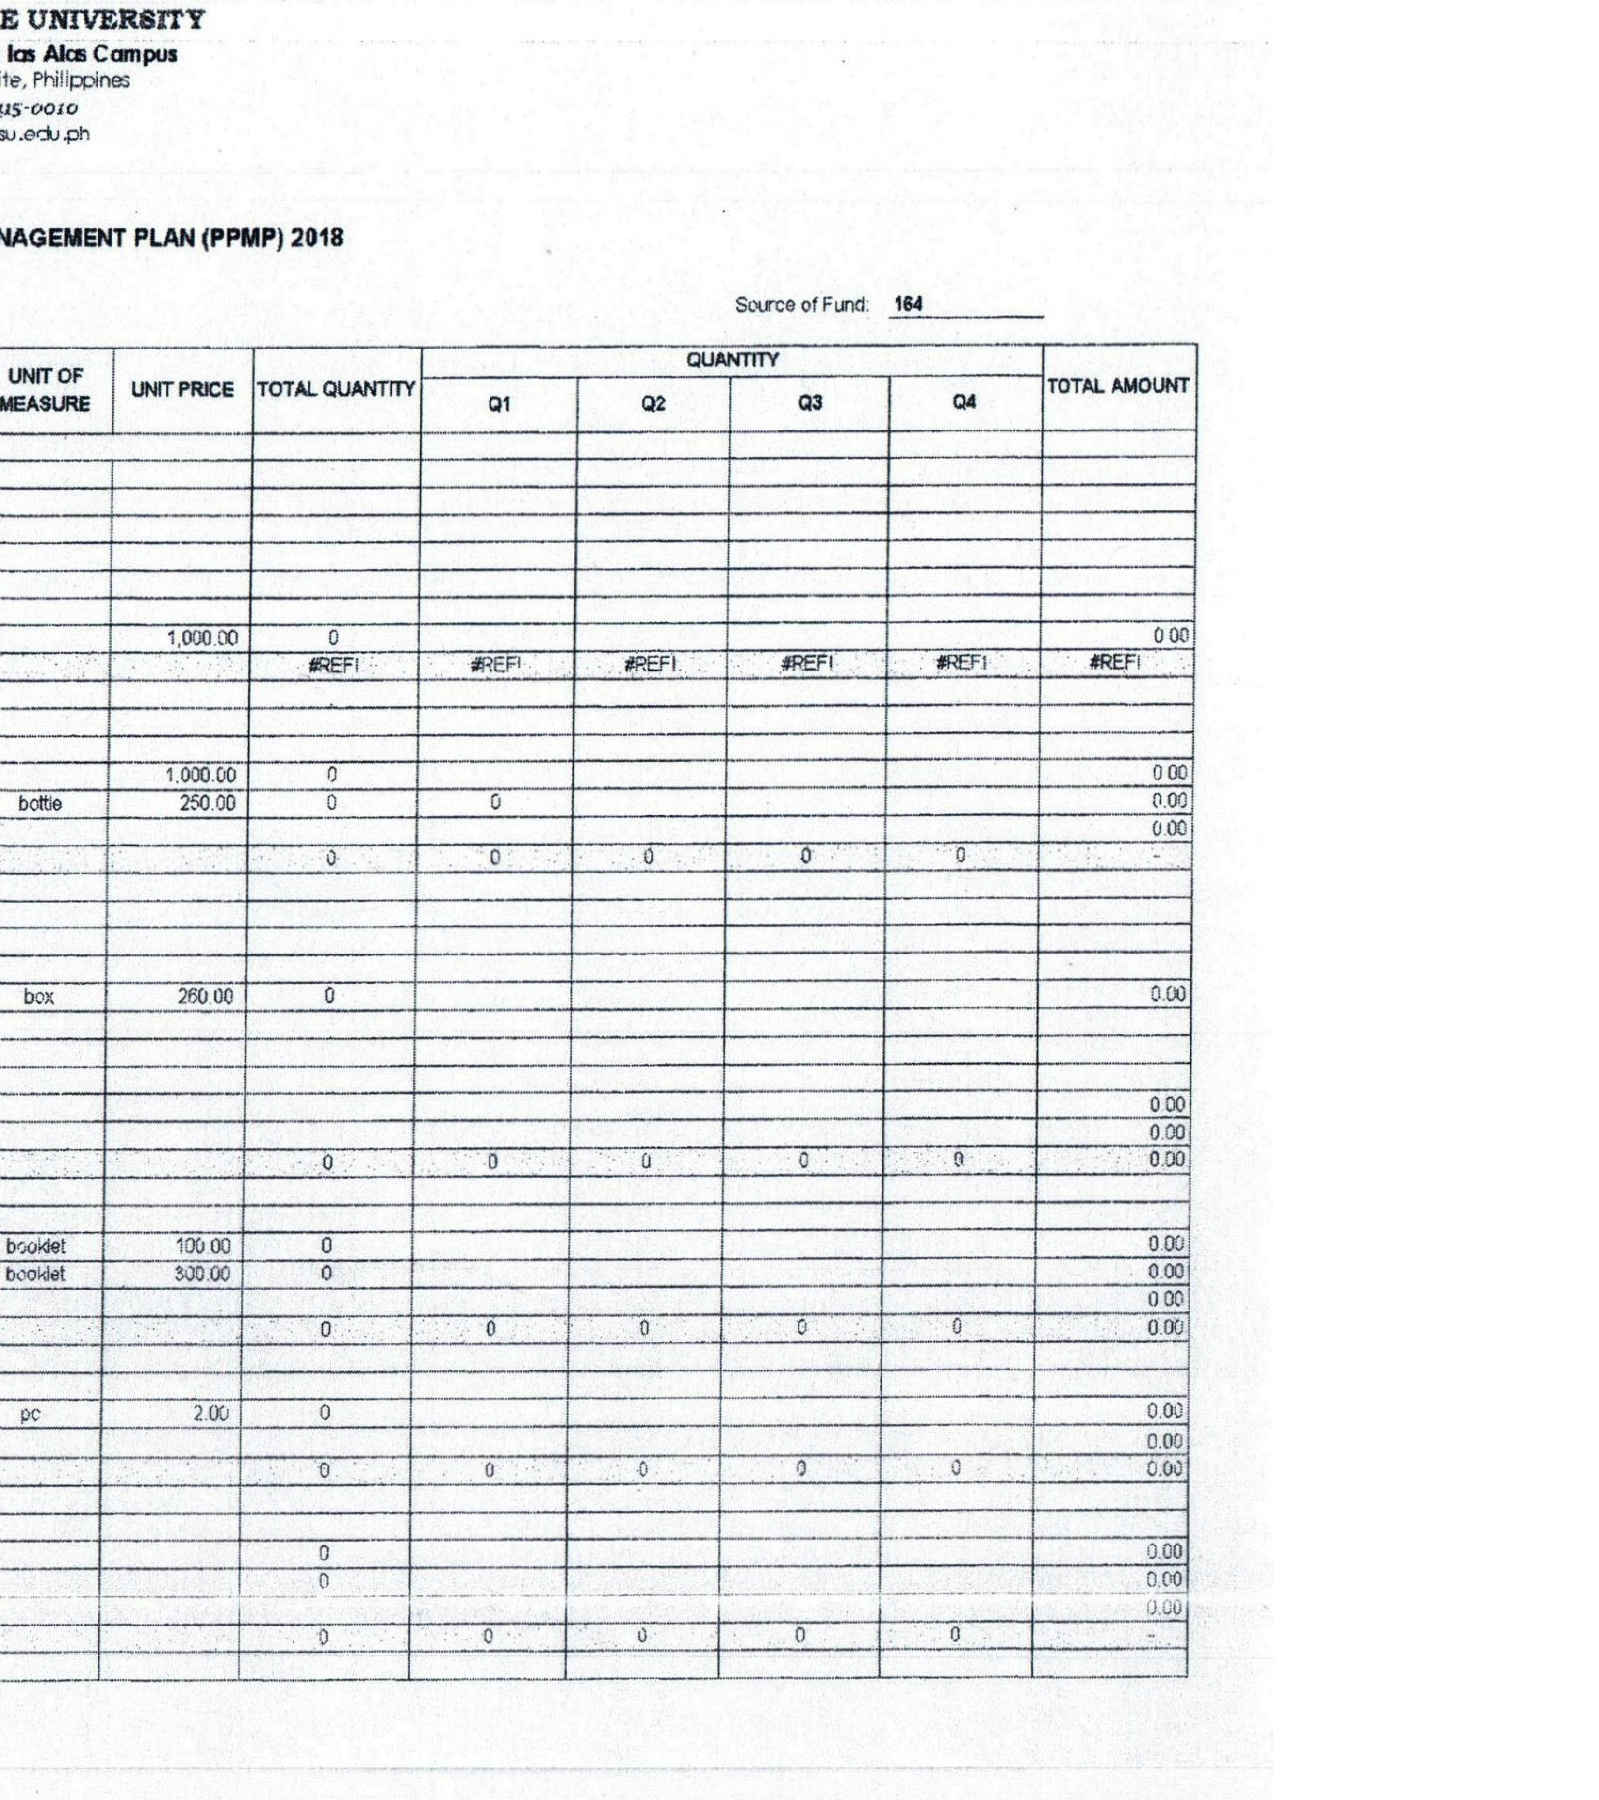 E UNIVERSITY
las Alas Campus
ite, Philippines
415-0010
su.edu.ph
NAGEMENT PLAN (PPMP) 2018
Source of Fund: 164
UNIT OF MEASURE UNIT PRICE TOTAL QUANTITY QUANTITY TOTAL AMOUNT
Q1 Q2 Q3 Q4
1,000.00 0 0.00
#REF! #REF! #REF! #REF! #REF! #REF!
1,000.00 0 0.00
bottle 250.00 0 0 0.00
0.00
0 0 0 0 0 -
box 260.00 0 0.00
0.00
0.00
0 0 0 0 0 0.00
booklet 100.00 0 0.00
booklet 300.00 0 0.00
0.00
0 0 0 0 0 0.00
pc 2.00 0 0.00
0.00
0 0 0 0 0 0.00
0 0.00
0 0.00
0.00
0 0 0 0 0 -